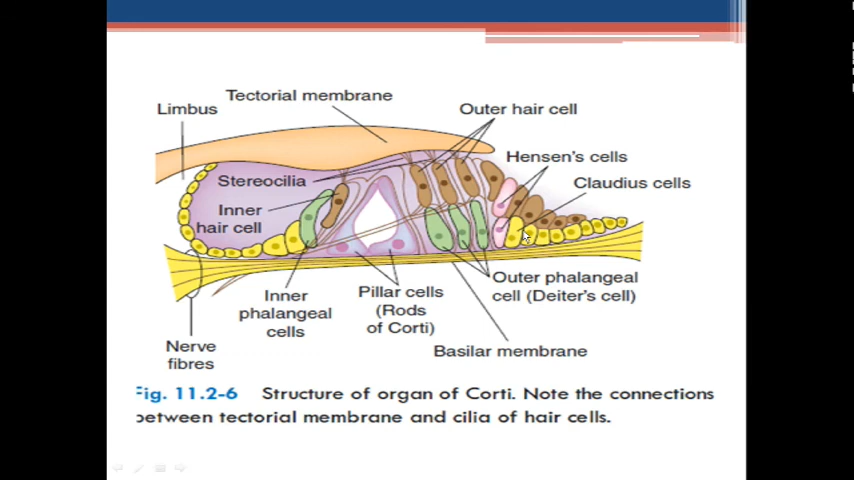 Tectorial membrane
Limbus
Outer hair cell
Hensen's cells
Stereocilia
Claudius cells
Inner
hair cell
Outer phalangeal
cell (Deiter's cell)
Inner
phalangeal
cells
Pillar cells
(Rods
of Corti)
Nerve
fibres
Basilar membrane
Fig. 11.2-6 Structure of organ of Corti. Note the connections
between tectorial membrane and cilia of hair cells.